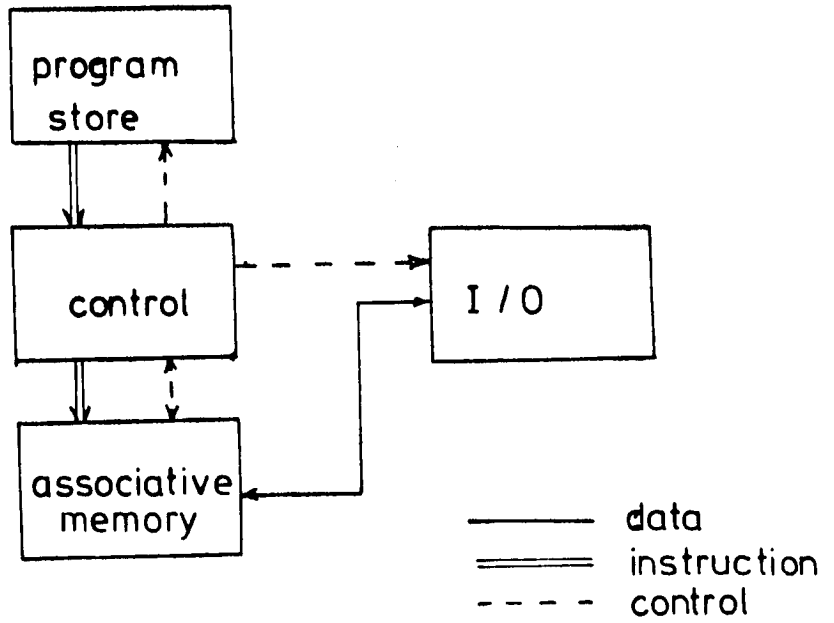 program
store
control
I / O
associative
memory
data
instruction
control